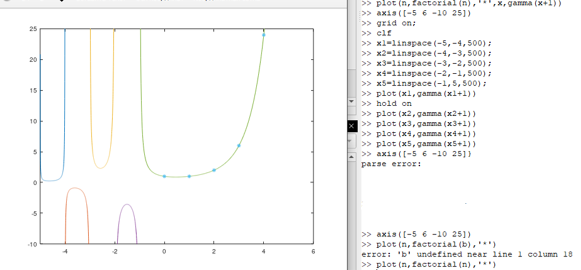 >> plot(n,factorial(n),'*',x,gamma(x+1))
>> axis([-5 6 -10 25])
>> grid on;
>> clf
>> x1=linspace(-5,-4,500);
>> x2=linspace(-4,-3,500);
>> x3=linspace(-3,-2,500);
>> x4=linspace(-2,-1,500);
>> x5=linspace(-1,5,500);
>> plot(x1,gamma(x1+1))
>> hold on
>> plot(x2,gamma(x2+1))
>> plot(x3,gamma(x3+1))
>> plot(x4,gamma(x4+1))
>> plot(x5,gamma(x5+1))
>> axis([-5 6 -10 25])
parse error:
>> axis([-5 6 -10 25])
>> plot(n,factorial(b),'*')
error: 'b' undefined near line 1 column 18
>> plot(n,factorial(n),'*')
25
20
15
10
5
0
-5
-10
-4
-2
0
2
4
6